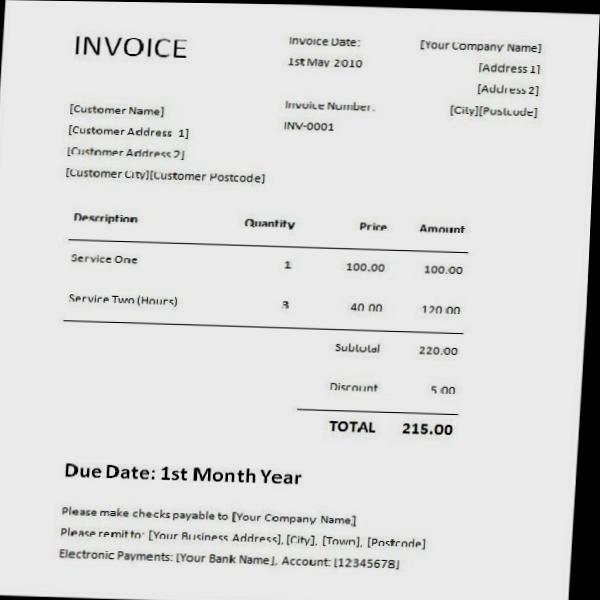 INVOICE
Invoice Date:
1st May 2010
[Your Company Name]
[Address 1]
[Address 2]
[City][Postcode]
[Customer Name]
[Customer Address 1]
[Customer Address 2]
[Customer City][Customer Postcode]
Invoice Number:
INV-0001
Description Quantity Price Amount
Service One 1 100.00 100.00
Service Two (Hours) 3 40.00 120.00
Subtotal 220.00
Discount 5.00
TOTAL 215.00
Due Date: 1st Month Year
Please make checks payable to [Your Company Name]
Please remit to: [Your Business Address], [City], [Town], [Postcode]
Electronic Payments: [Your Bank Name], Account: [12345678]